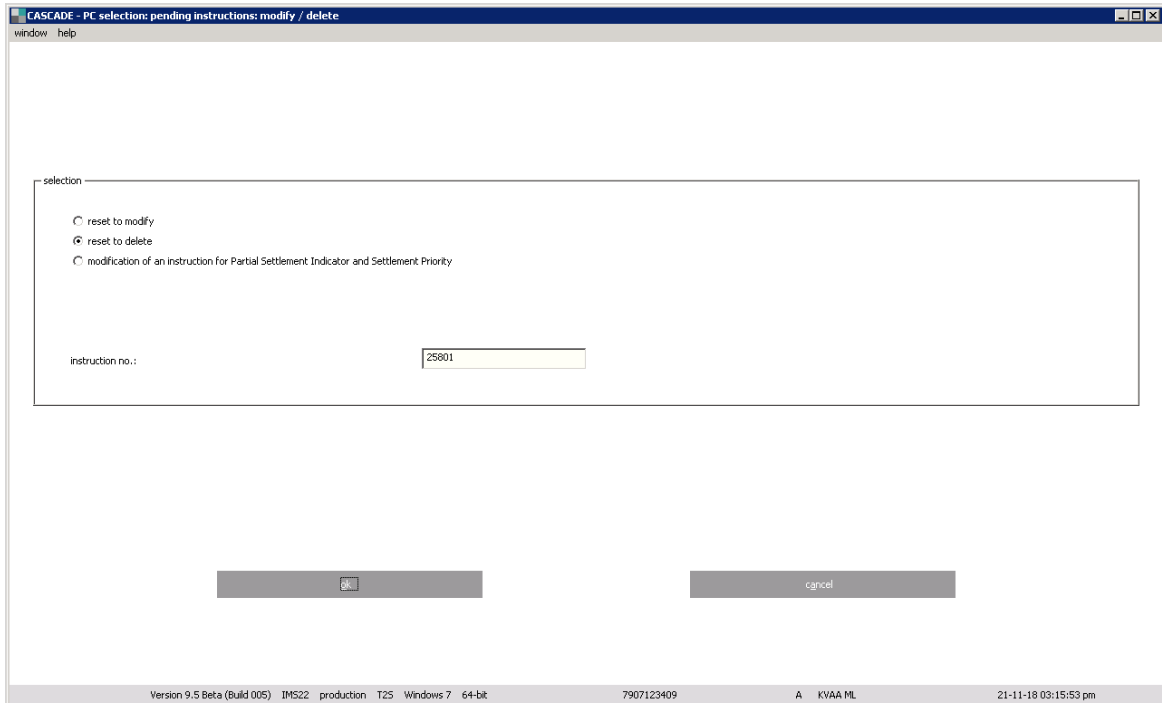 CASCADE - PC selection: pending instructions: modify / delete
window help
selection
reset to modify
reset to delete
modification of an instruction for Partial Settlement Indicator and Settlement Priority
instruction no.: 25801
ok cancel
Version 9.5 Beta (Build 005) IMS22 production T2S Windows 7 64-bit 7907123409 A KVAA ML 21-11-18 03:15:53 pm